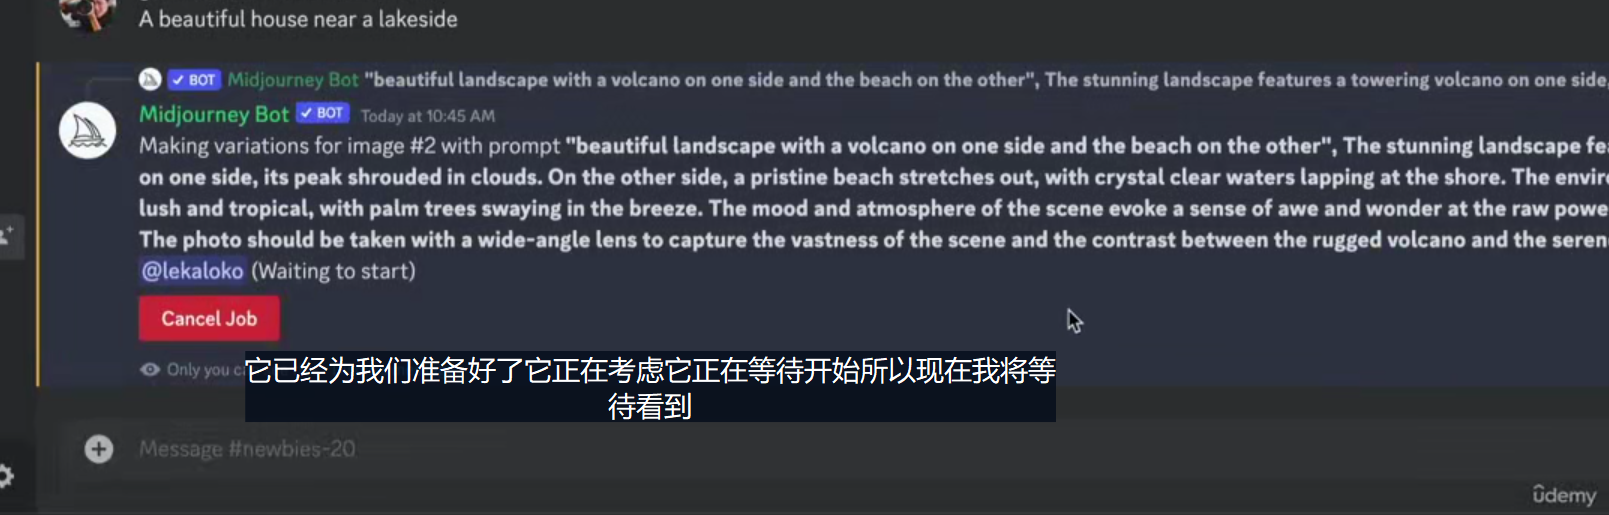 A beautiful house near a lakeside
BOT Midjourney Bot "beautiful landscape with a volcano on one side and the beach on the other", The stunning landscape features a towering volcano on one side,
Midjourney Bot BOT Today at 10:45 AM
Making variations for image #2 with prompt "beautiful landscape with a volcano on one side and the beach on the other", The stunning landscape
on one side, its peak shrouded in clouds. On the other side, a pristine beach stretches out, with crystal clear waters lapping at the shore. The
lush and tropical, with palm trees swaying in the breeze. The mood and atmosphere of the scene evoke a sense of awe and wonder at the raw
The photo should be taken with a wide-angle lens to capture the vastness of the scene and the contrast between the rugged volcano and the
@lekaloko (Waiting to start)
Cancel Job
Only you
它已经为我们准备好了它正在考虑它正在等待开始所以现在我将等
待看到
Message #newbies-20
ûdemy